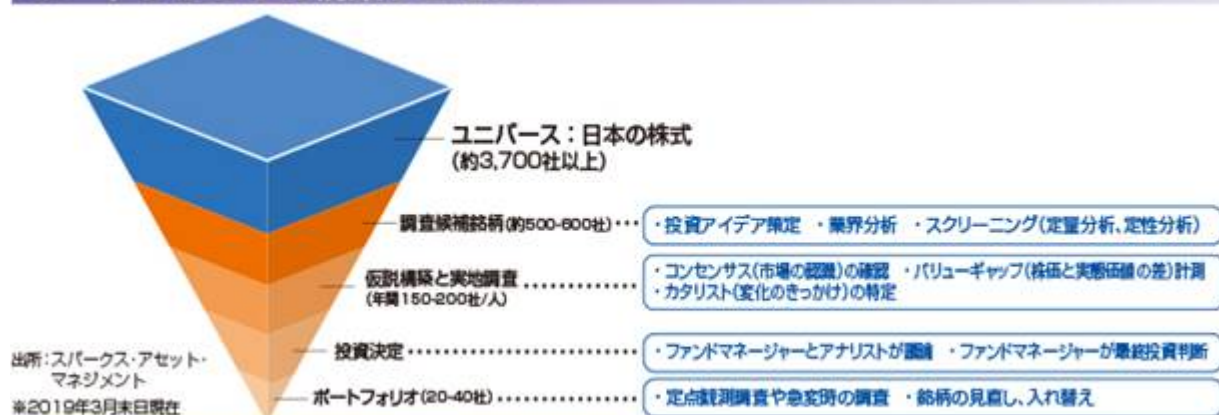 ユニバース：日本の株式
(約3,700社以上)
調査候補銘柄(約500-600社)
・投資アイデア策定 ・業界分析 ・スクリーニング(定量分析、定性分析)
仮説構築と実地調査
(年間150-200社/人)
・コンセンサス(市場の認識)の確認 ・バリューギャップ(株価と実態価値の差)計測
・カタリスト(変化のきっかけ)の特定
投資決定
・ファンドマネージャーとアナリストが議論 ・ファンドマネージャーが最終投資判断
ポートフォリオ(20-40社)
・定点観測調査や急変時の調査 ・銘柄の見直し、入れ替え
出所：スパークス・アセット・
マネジメント
※2019年3月末日現在